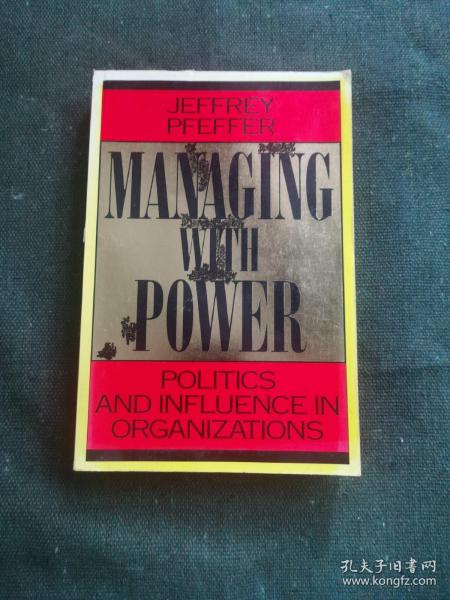 JEFFREY
PFEFFER
MANAGING
WITH
POWER
POLITICS
AND INFLUENCE IN
ORGANIZATIONS
孔夫子旧书网
www.kongfz.com